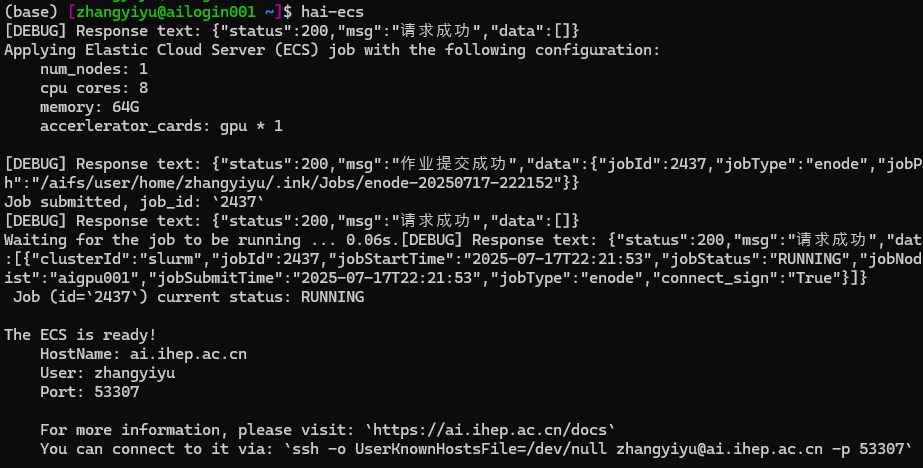 (base) [zhangyiyu@ailogin001 ~]$ hai-ecs
[DEBUG] Response text: {"status":200,"msg":"请求成功","data":[]}
Applying Elastic Cloud Server (ECS) job with the following configuration:
    num_nodes: 1
    cpu cores: 8
    memory: 64G
    accerlerator_cards: gpu * 1
[DEBUG] Response text: {"status":200,"msg":"作业提交成功","data":{"jobId":2437,"jobType":"enode","jobP
h":"/aifs/user/home/zhangyiyu/.ink/Jobs/enode-20250717-222152"}}
Job submitted, job_id: `2437`
[DEBUG] Response text: {"status":200,"msg":"请求成功","data":[]}
Waiting for the job to be running ... 0.06s.[DEBUG] Response text: {"status":200,"msg":"请求成功","dat
:[{"clusterId":"slurm","jobId":2437,"jobStartTime":"2025-07-17T22:21:53","jobStatus":"RUNNING","jobNod
ist":"aigpu001","jobSubmitTime":"2025-07-17T22:21:53","jobType":"enode","connect_sign":"True"}]}
 Job (id=`2437`) current status: RUNNING
The ECS is ready!
    HostName: ai.ihep.ac.cn
    User: zhangyiyu
    Port: 53307
    For more information, please visit: `https://ai.ihep.ac.cn/docs`
    You can connect to it via: `ssh -o UserKnownHostsFile=/dev/null zhangyiyu@ai.ihep.ac.cn -p 53307`